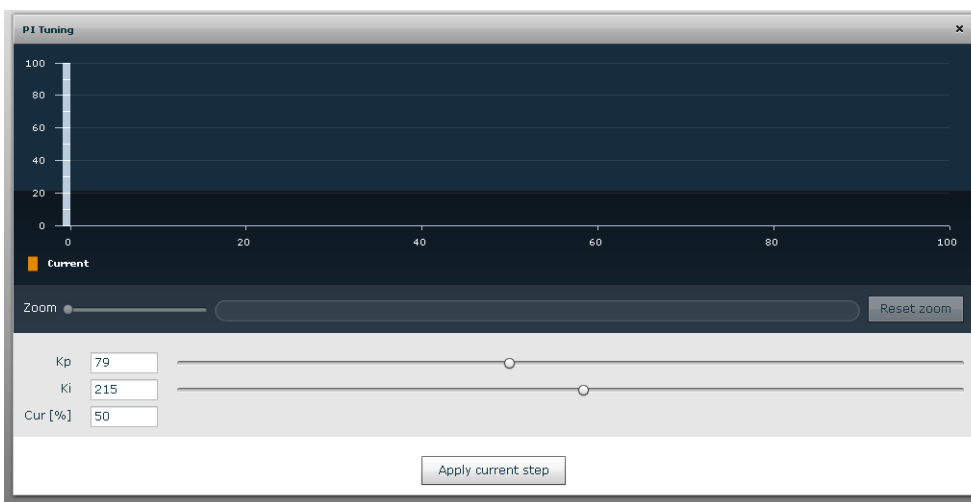 PI Tuning ×
100
80
60
40
20
0
0 20 40 60 80 100
Current
Zoom Reset zoom
Kp 79
Ki 215
Cur [%] 50
Apply current step